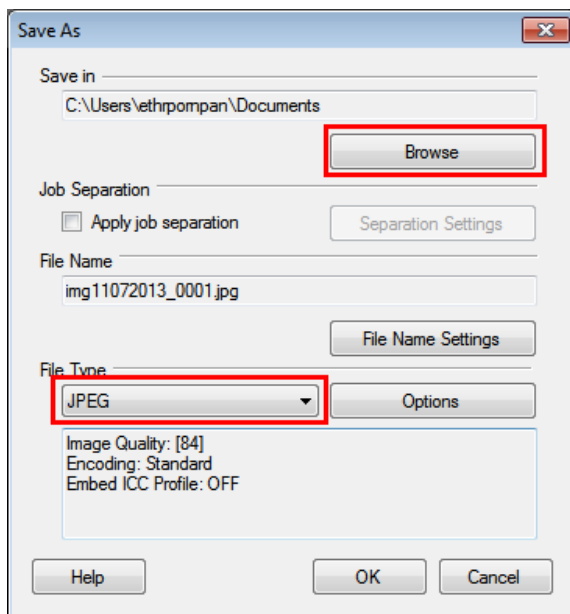 Save As
Save in
C:\Users\ethrpompan\Documents
Browse
Job Separation
Apply job separation
Separation Settings
File Name
img11072013_0001.jpg
File Name Settings
File Type
JPEG
Options
Image Quality: [84]
Encoding: Standard
Embed ICC Profile: OFF
Help
OK
Cancel